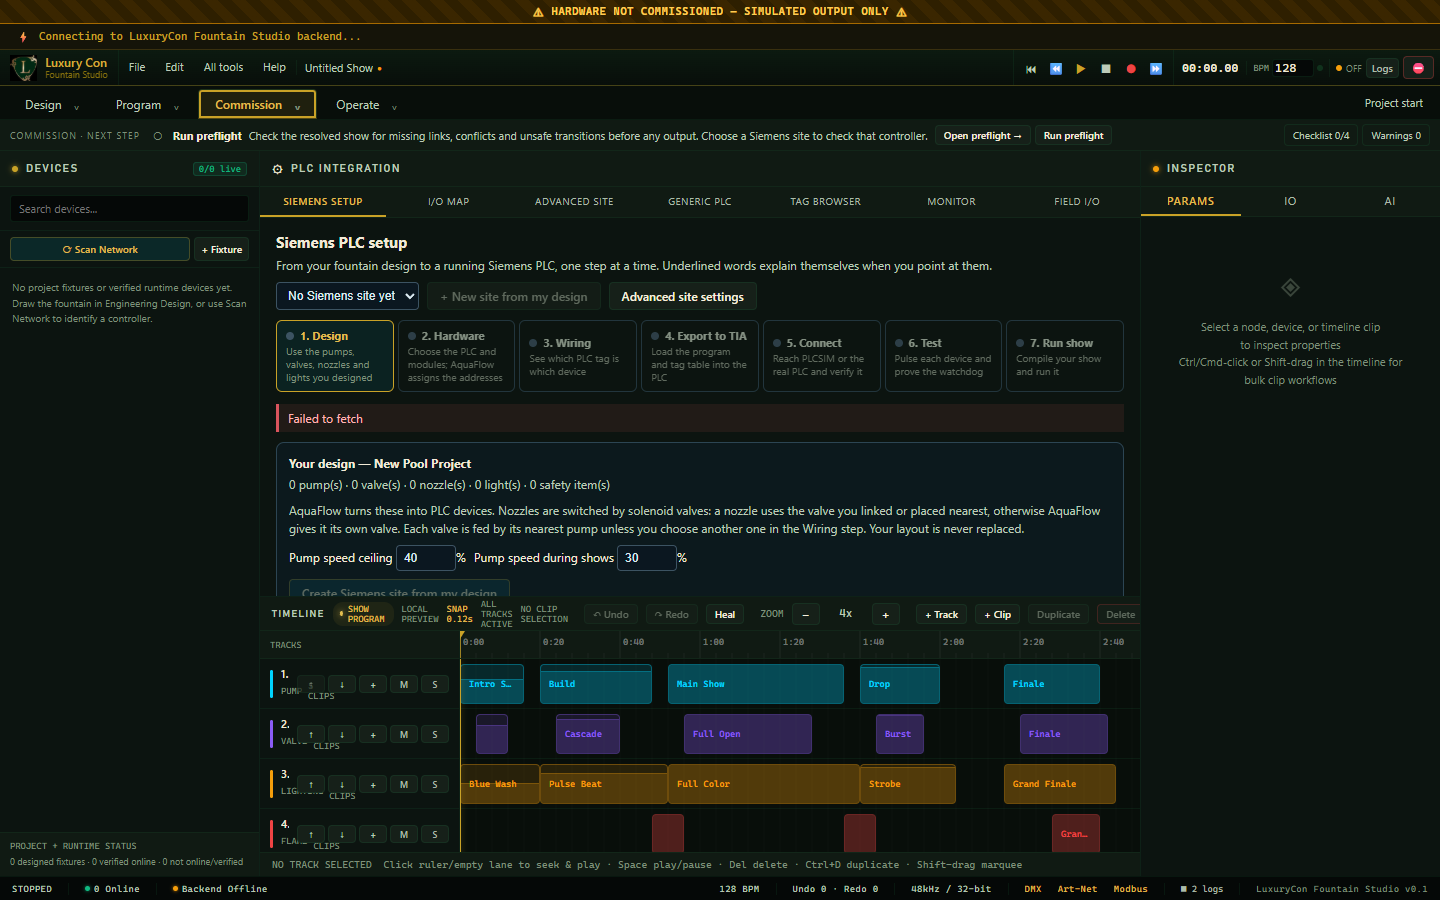 ⚠ HARDWARE NOT COMMISSIONED — SIMULATED OUTPUT ONLY ⚠
Connecting to LuxuryCon Fountain Studio backend...
Luxury Con
Fountain Studio
File Edit All tools Help Untitled Show
00:00.00 BPM 128 OFF Logs
Design Program Commission Operate Project start
COMMISSION · NEXT STEP Run preflight Check the resolved show for missing links, conflicts and unsafe transitions before any output. Choose a Siemens site to check that controller. Open preflight → Run preflight Checklist 0/4 Warnings 0
DEVICES 0/0 live
Search devices...
Scan Network + Fixture
No project fixtures or verified runtime devices yet.
Draw the fountain in Engineering Design, or use Scan
Network to identify a controller.
PROJECT + RUNTIME STATUS
0 designed fixtures · 0 verified online · 0 not online/verified
PLC INTEGRATION
SIEMENS SETUP I/O MAP ADVANCED SITE GENERIC PLC TAG BROWSER MONITOR FIELD I/O
Siemens PLC setup
From your fountain design to a running Siemens PLC, one step at a time. Underlined words explain themselves when you point at them.
No Siemens site yet + New site from my design Advanced site settings
1. Design
Use the pumps,
valves, nozzles and
lights you designed
2. Hardware
Choose the PLC and
modules; AquaFlow
assigns the addresses
3. Wiring
See which PLC tag is
which device
4. Export to TIA
Load the program
and tag table into the
PLC
5. Connect
Reach PLCSIM or the
real PLC and verify it
6. Test
Pulse each device and
prove the watchdog
7. Run show
Compile your show
and run it
Failed to fetch
Your design — New Pool Project
0 pump(s) · 0 valve(s) · 0 nozzle(s) · 0 light(s) · 0 safety item(s)
AquaFlow turns these into PLC devices. Nozzles are switched by solenoid valves: a nozzle uses the valve you linked or placed nearest, otherwise AquaFlow
gives it its own valve. Each valve is fed by its nearest pump unless you choose another one in the Wiring step. Your layout is never replaced.
Pump speed ceiling 40 % Pump speed during shows 30 %
Create Siemens site from my design
INSPECTOR
PARAMS IO AI
Select a node, device, or timeline clip
to inspect properties
Ctrl/Cmd-click or Shift-drag in the timeline for
bulk clip workflows
TIMELINE SHOW PROGRAM LOCAL PREVIEW SNAP 0.12s ALL TRACKS ACTIVE NO CLIP SELECTION Undo Redo Heal ZOOM − 4x + + Track + Clip Duplicate Delete
TRACKS 0:00 0:20 0:40 1:00 1:20 1:40 2:00 2:20 2:40
1. CLIPS ↑ ↓ + M S Intro S… Build Main Show Drop Finale
2. CLIPS ↑ ↓ + M S Cascade Full Open Burst Finale
3. CLIPS ↑ ↓ + M S Blue Wash Pulse Beat Full Color Strobe Grand Finale
4. CLIPS ↑ ↓ + M S Gran…
NO TRACK SELECTED Click ruler/empty lane to seek & play · Space play/pause · Del delete · Ctrl+D duplicate · Shift-drag marquee
STOPPED 0 Online Backend Offline 128 BPM Undo 0 · Redo 0 48kHz / 32-bit DMX Art-Net Modbus 2 logs LuxuryCon Fountain Studio v0.1